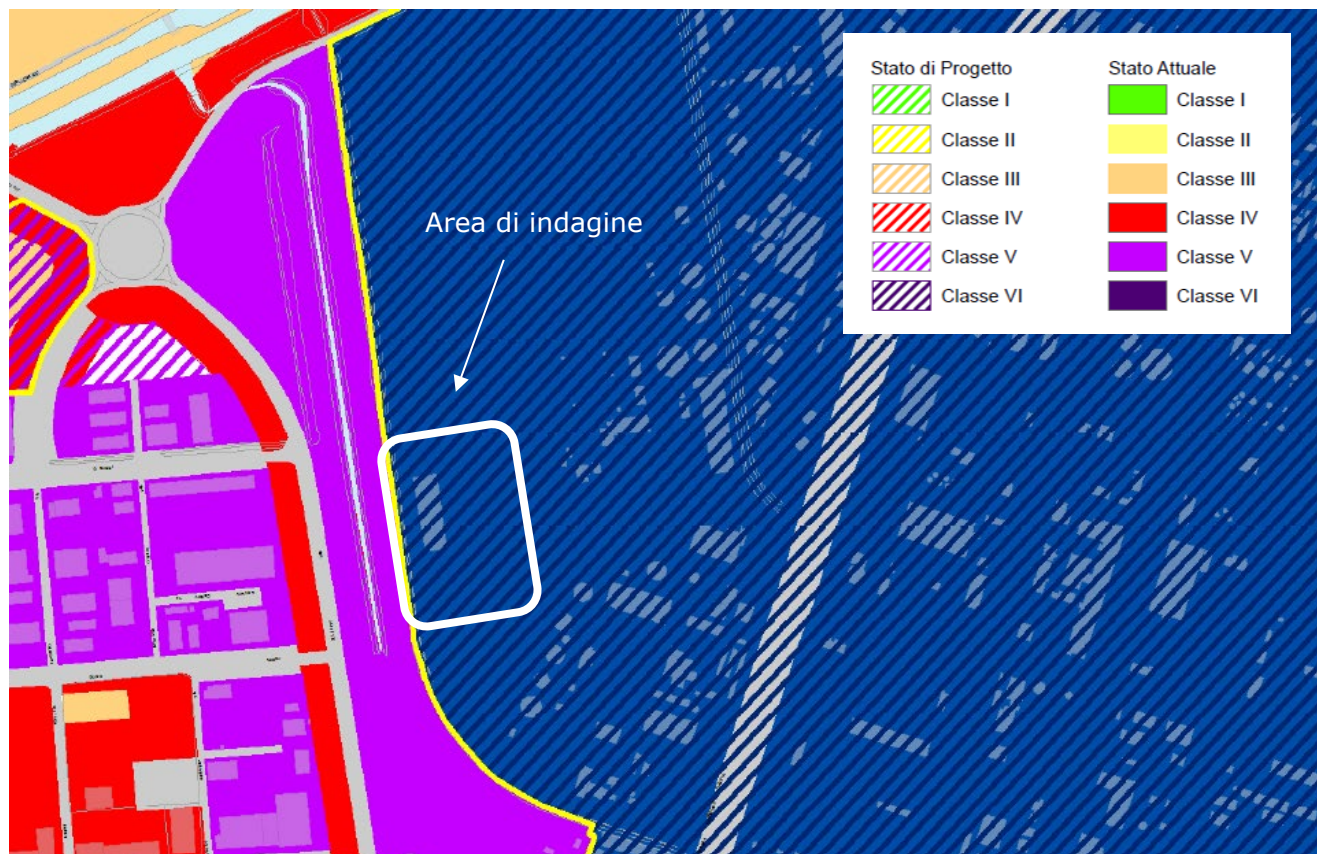 Stato di Progetto
Stato Attuale
Classe I
Classe I
Classe II
Classe II
Classe III
Classe III
Classe IV
Classe IV
Classe V
Classe V
Classe VI
Classe VI
Area di indagine